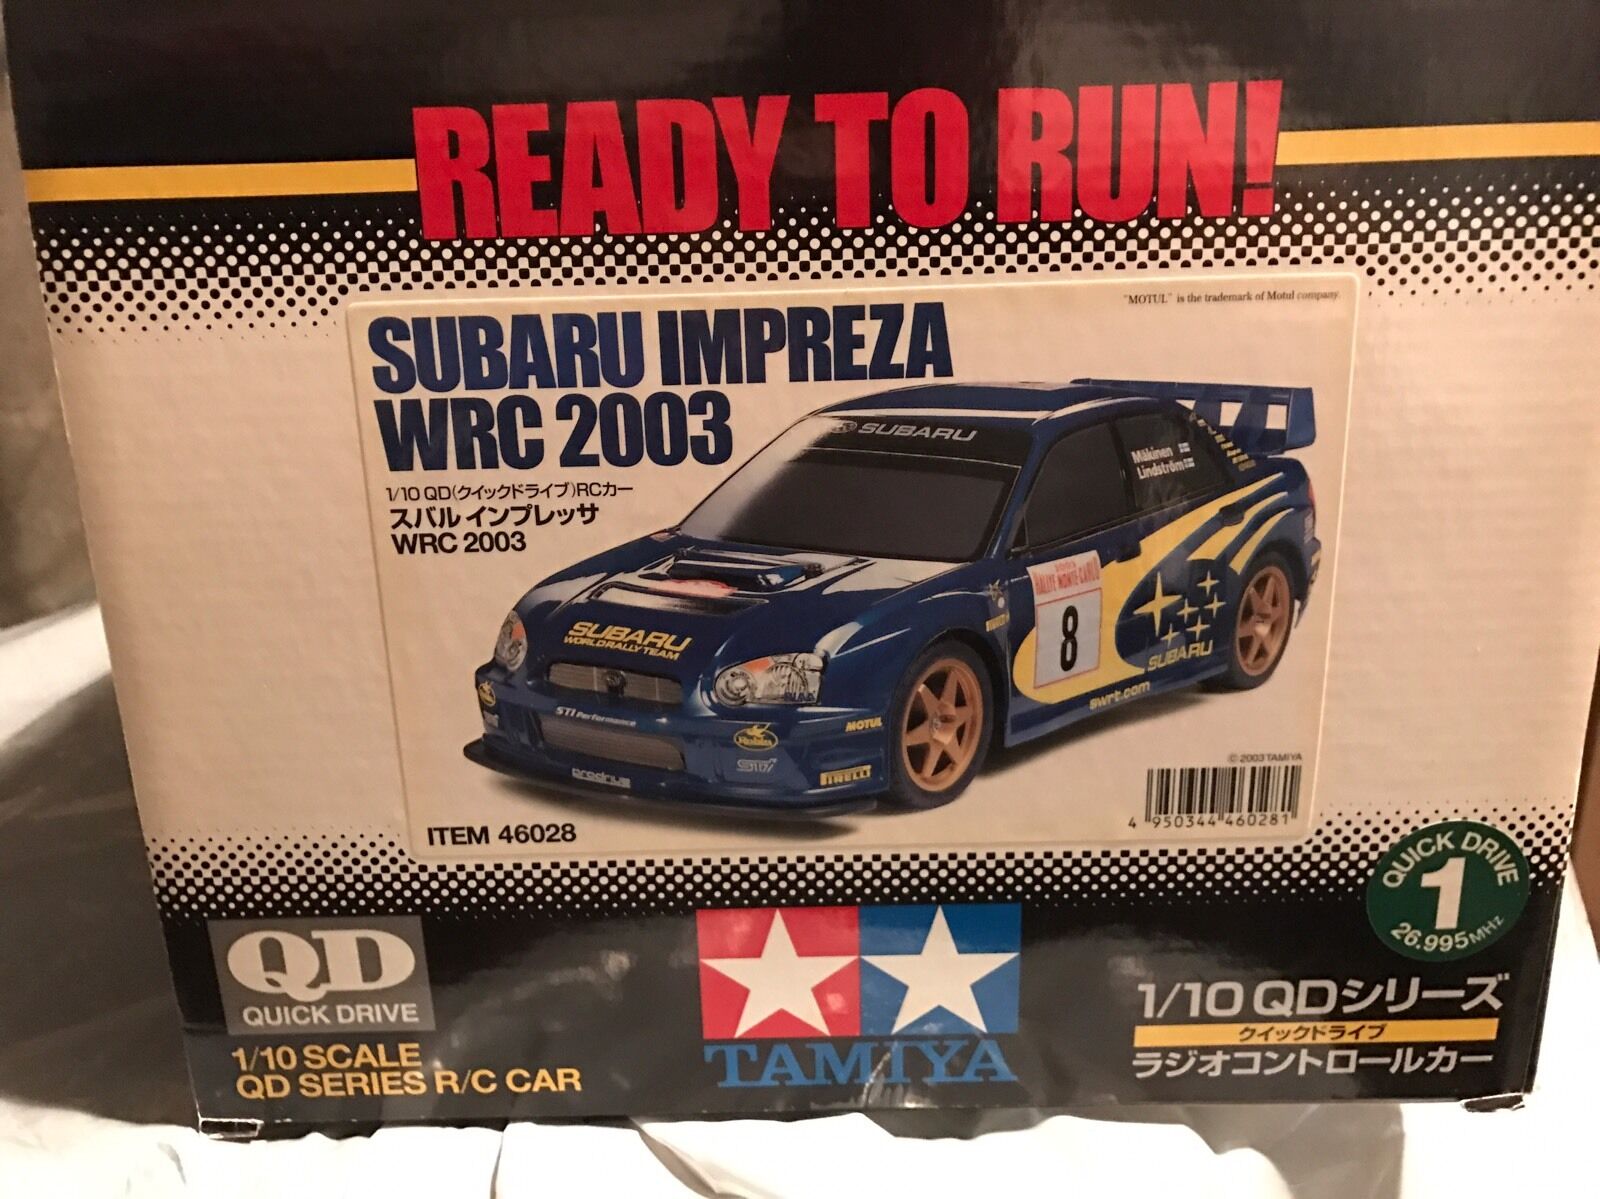 READY TO RUN!
"MOTUL" is the trademark of Motul company.
SUBARU IMPREZA
WRC 2003
1/10 QD(クイックドライブ)RCカー
スバル インプレッサ
WRC 2003
SUBARU
Mäkinen
Lindström
2003
RALLYE MONTE-CARLO
8
SUBARU
swrt.com
SUBARU
WORLD RALLY TEAM
STI Performance
MOTUL
STi
PIRELLI
prodrive
© 2003 TAMIYA
4 950344 460281
ITEM 46028
QUICK DRIVE
1
26.995MHz
QD
QUICK DRIVE
1/10 SCALE
QD SERIES R/C CAR
TAMIYA
1/10 QDシリーズ
クイックドライブ
ラジオコントロールカー